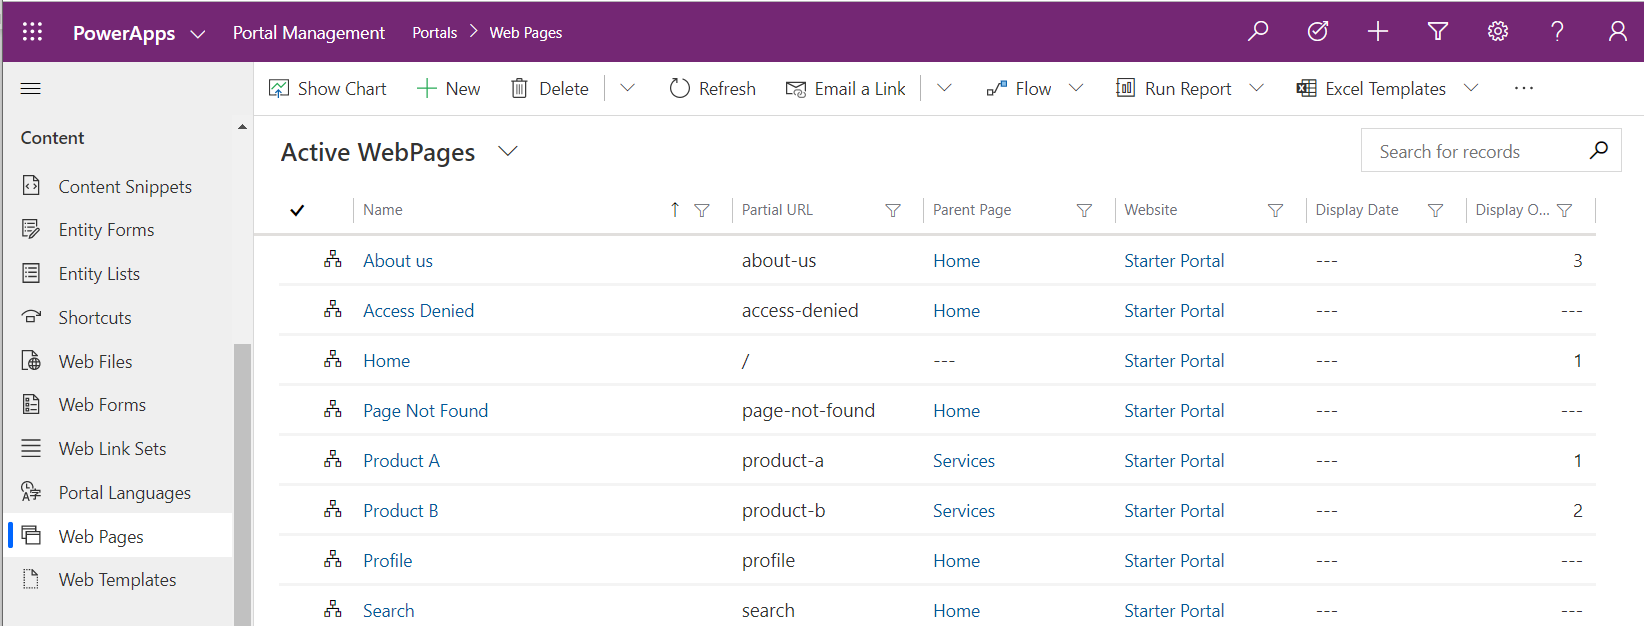 PowerApps Portal Management Portals Web Pages
Show Chart New Delete Refresh Email a Link Flow Run Report Excel Templates ...
Content
Content Snippets
Entity Forms
Entity Lists
Shortcuts
Web Files
Web Forms
Web Link Sets
Portal Languages
Web Pages
Web Templates
Active WebPages
Search for records
Name Partial URL Parent Page Website Display Date Display O...
About us about-us Home Starter Portal --- 3
Access Denied access-denied Home Starter Portal --- ---
Home / --- Starter Portal --- 1
Page Not Found page-not-found Home Starter Portal --- ---
Product A product-a Services Starter Portal --- 1
Product B product-b Services Starter Portal --- 2
Profile profile Home Starter Portal --- ---
Search search Home Starter Portal --- ---